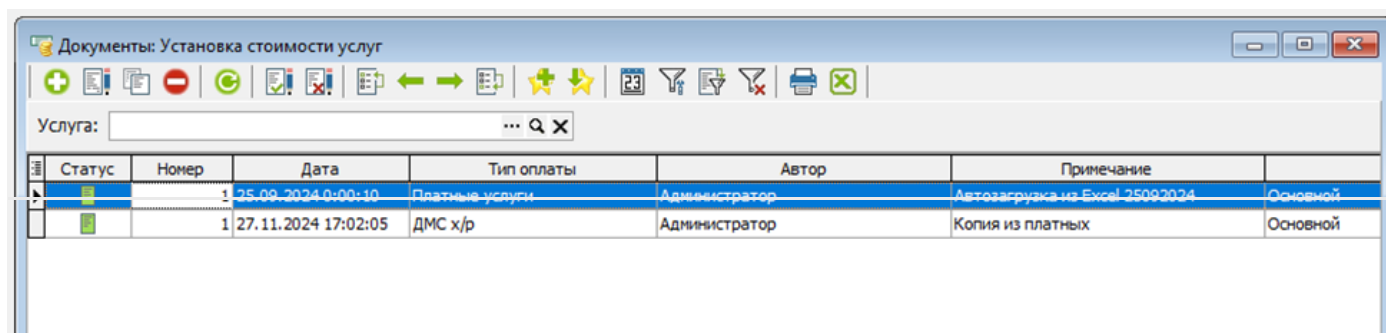 Документы: Установка стоимости услуг
23
Услуга:
Статус Номер Дата Тип оплаты Автор Примечание
1 25.09.2024 0:00:10 Платные услуги Администратор Автозагрузка из Excel 25092024 Основной
1 27.11.2024 17:02:05 ДМС х/р Администратор Копия из платных Основной